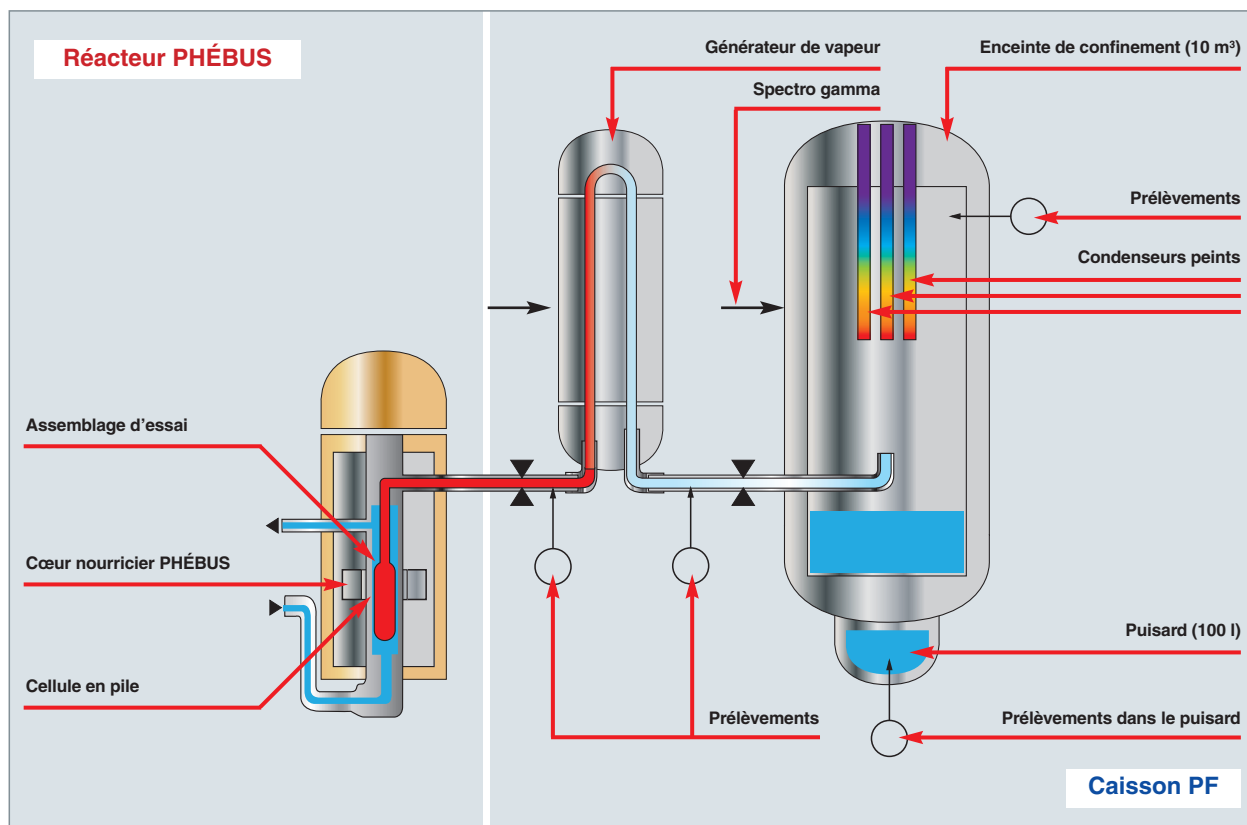 Réacteur PHÉBUS
Générateur de vapeur
Enceinte de confinement (10 m³)
Spectro gamma
Prélèvements
Condenseurs peints
Assemblage d'essai
Cœur nourricier PHÉBUS
Cellule en pile
Puisard (100 l)
Prélèvements
Prélèvements dans le puisard
Caisson PF